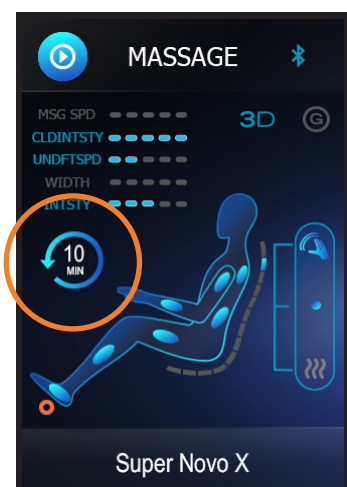 MASSAGE
MSG SPD
3D
G
CLDINTSTY
UNDFTSPD
WIDTH
INTSTY
10
MIN
Super Novo X